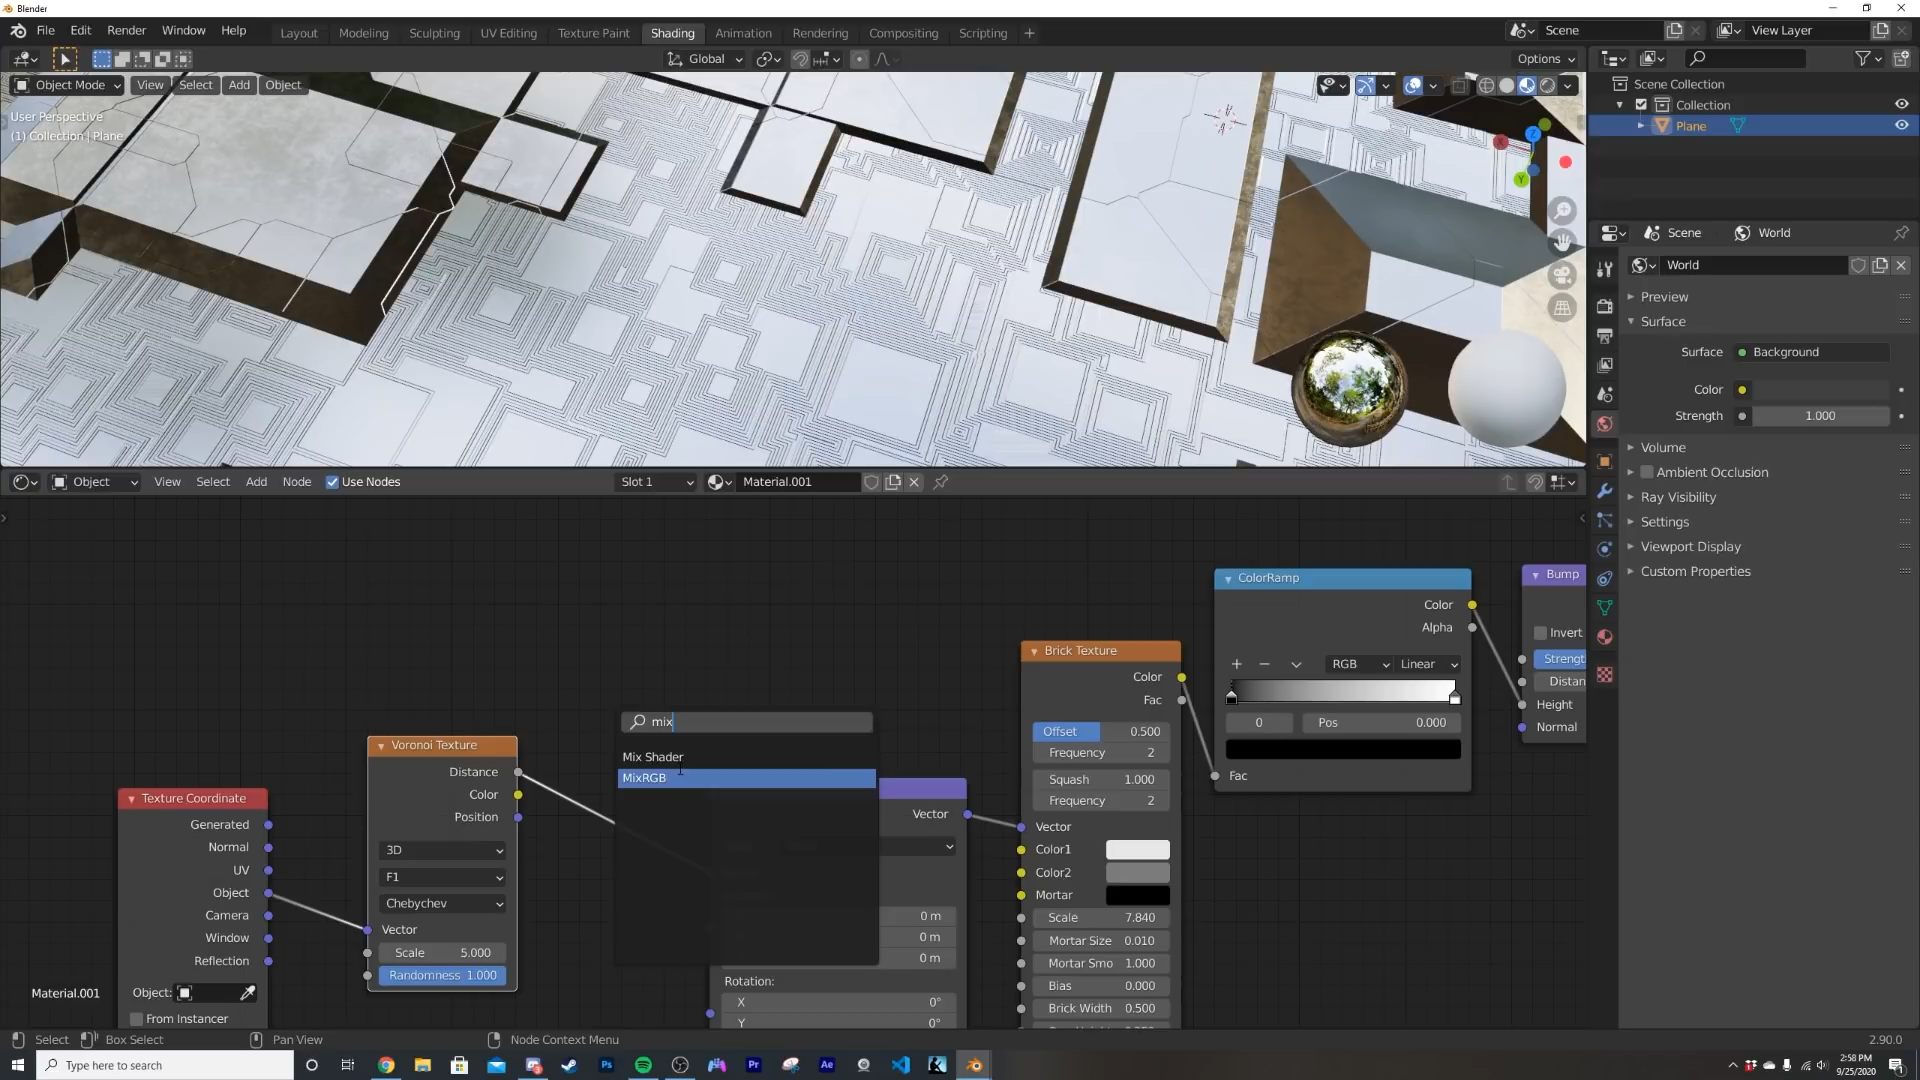 Blender
File Edit Render Window Help
Layout Modeling Sculpting UV Editing Texture Paint Shading Animation Rendering Compositing Scripting +
Scene
View Layer
Global
Options
Object Mode View Select Add Object
User Perspective
(1) Collection | Plane
X
Z
Y
Scene Collection
Collection
Plane
Scene World
World
Preview
Surface
Surface Background
Color
Strength 1.000
Volume
Ambient Occlusion
Ray Visibility
Settings
Viewport Display
Custom Properties
Object View Select Add Node Use Nodes Slot 1 Material.001
Texture Coordinate
Generated
Normal
UV
Object
Camera
Window
Reflection
Object:
From Instancer
Material.001
Voronoi Texture
Distance
Color
Position
3D
F1
Chebychev
Vector
Scale 5.000
Randomness 1.000
mix
Mix Shader
MixRGB
Vector
0 m
0 m
0 m
Rotation:
X 0°
Y 0°
Brick Texture
Color
Fac
Offset 0.500
Frequency 2
Squash 1.000
Frequency 2
Vector
Color1
Color2
Mortar
Scale 7.840
Mortar Size 0.010
Mortar Smo 1.000
Bias 0.000
Brick Width 0.500
ColorRamp
Color
Alpha
RGB Linear
0 Pos 0.000
Fac
Bump
Invert
Strengt
Distan
Height
Normal
Select Box Select Pan View Node Context Menu 2.90.0
Type here to search
Ps
Pr
Ae
2:58 PM
9/25/2020